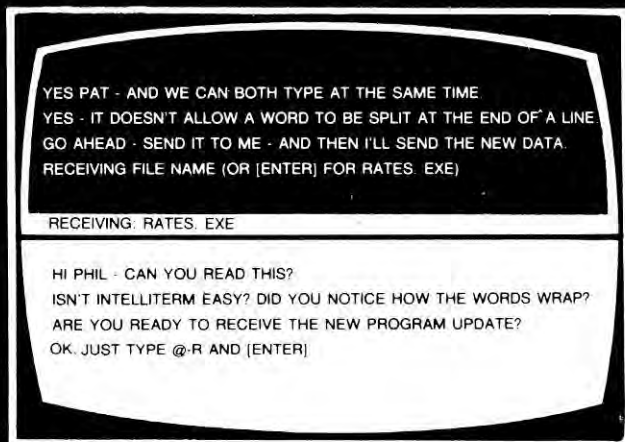 YES PAT - AND WE CAN BOTH TYPE AT THE SAME TIME.
YES - IT DOESN'T ALLOW A WORD TO BE SPLIT AT THE END OF A LINE.
GO AHEAD - SEND IT TO ME - AND THEN I'LL SEND THE NEW DATA.
RECEIVING FILE NAME (OR [ENTER] FOR RATES. EXE)
RECEIVING: RATES. EXE
HI PHIL - CAN YOU READ THIS?
ISN'T INTELLITERM EASY? DID YOU NOTICE HOW THE WORDS WRAP?
ARE YOU READY TO RECEIVE THE NEW PROGRAM UPDATE?
OK. JUST TYPE @-R AND [ENTER]